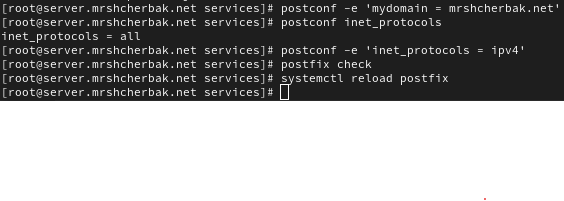 [root@server.mrshcherbak.net services]# postconf -e 'mydomain = mrshcherbak.net'
[root@server.mrshcherbak.net services]# postconf inet_protocols
inet_protocols = all
[root@server.mrshcherbak.net services]# postconf -e 'inet_protocols = ipv4'
[root@server.mrshcherbak.net services]# postfix check
[root@server.mrshcherbak.net services]# systemctl reload postfix
[root@server.mrshcherbak.net services]#